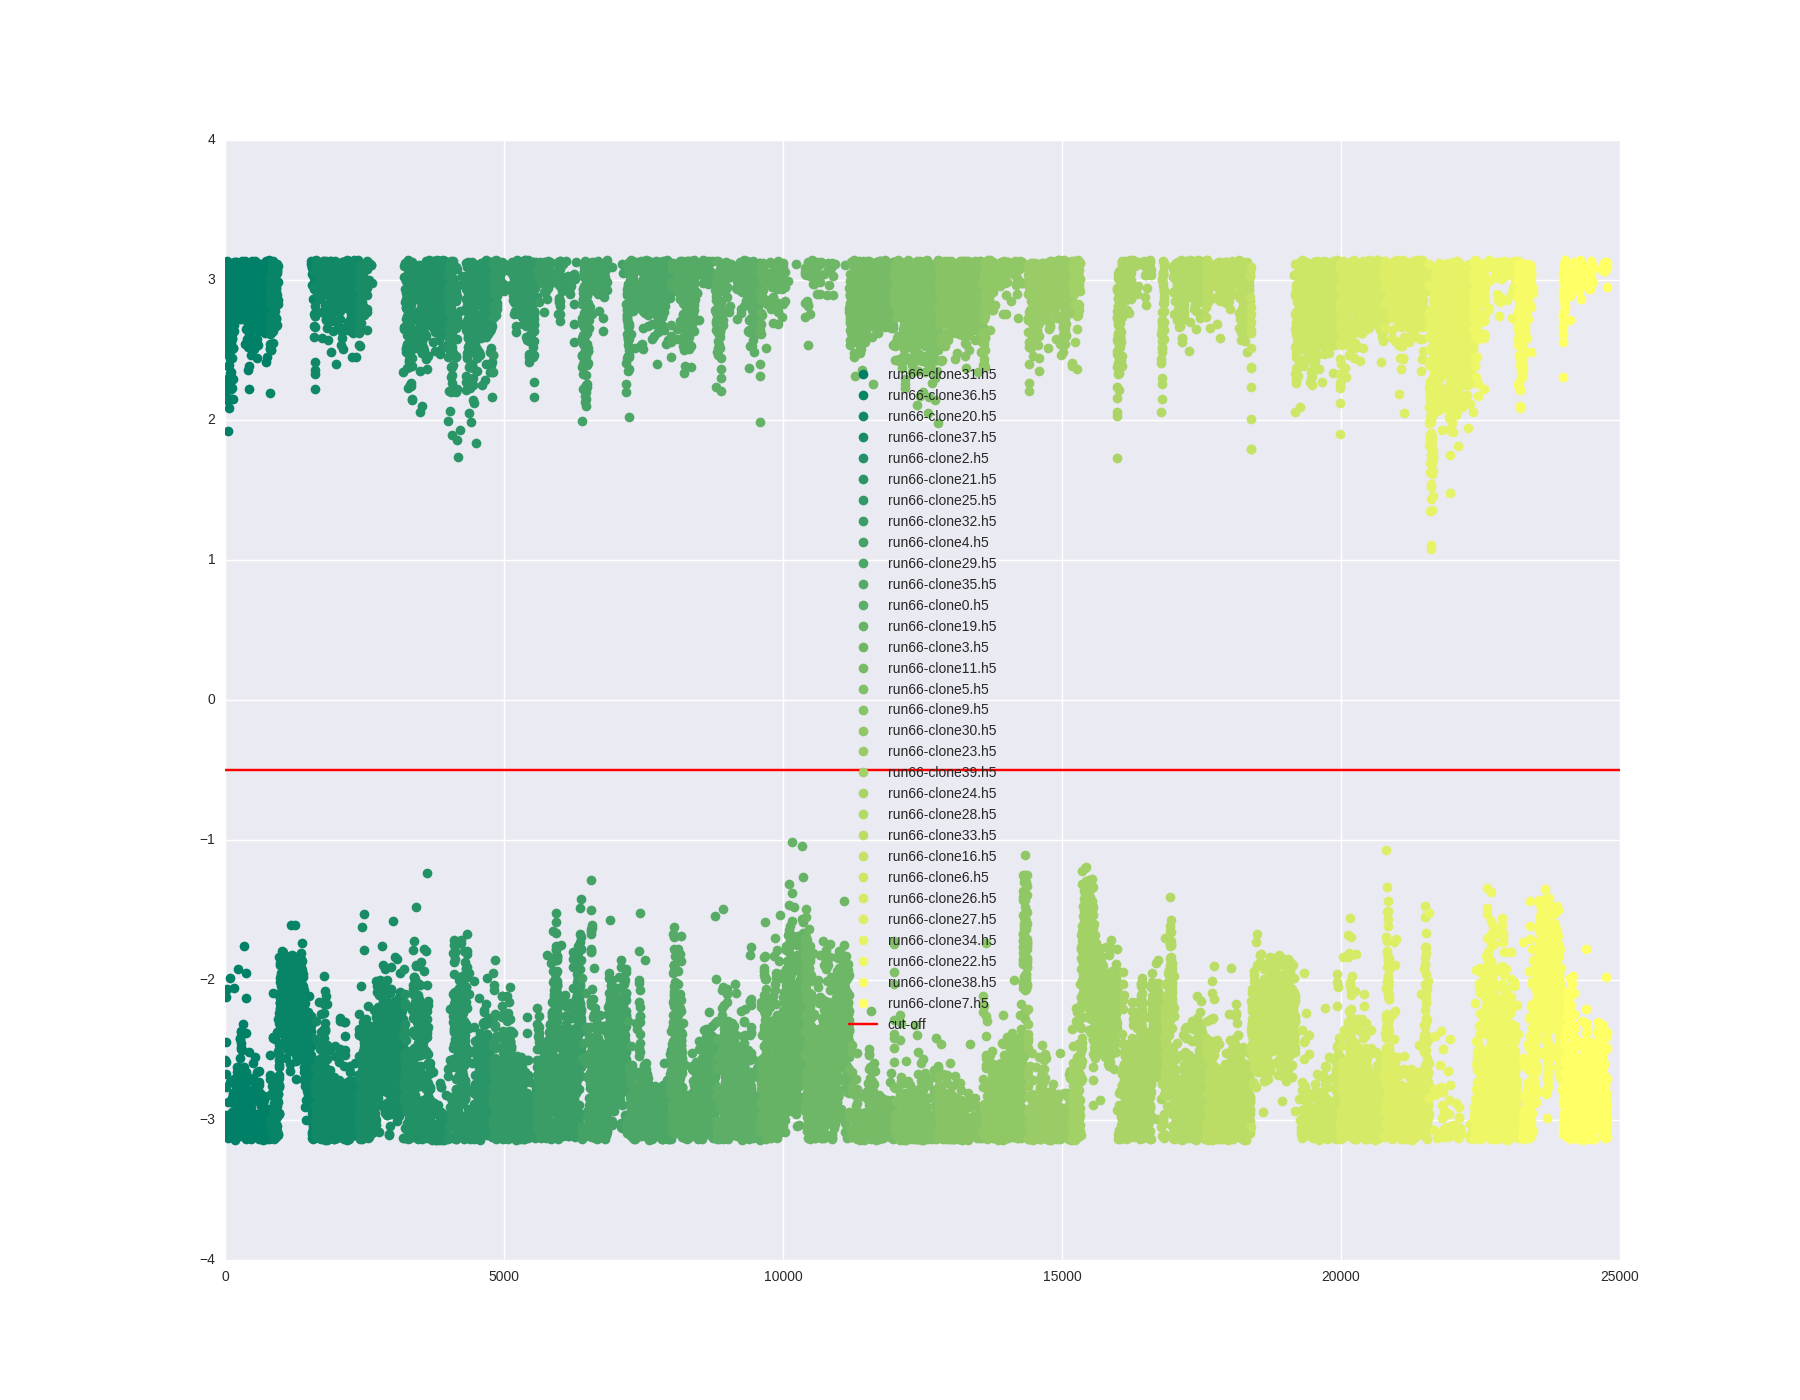 4
3
2
1
0
−1
−2
−3
−4
0
5000
10000
15000
20000
25000
run66-clone31.h5
run66-clone36.h5
run66-clone20.h5
run66-clone37.h5
run66-clone2.h5
run66-clone21.h5
run66-clone25.h5
run66-clone32.h5
run66-clone4.h5
run66-clone29.h5
run66-clone35.h5
run66-clone0.h5
run66-clone19.h5
run66-clone3.h5
run66-clone11.h5
run66-clone5.h5
run66-clone9.h5
run66-clone30.h5
run66-clone23.h5
run66-clone39.h5
run66-clone24.h5
run66-clone28.h5
run66-clone33.h5
run66-clone16.h5
run66-clone6.h5
run66-clone26.h5
run66-clone27.h5
run66-clone34.h5
run66-clone22.h5
run66-clone38.h5
run66-clone7.h5
cut-off